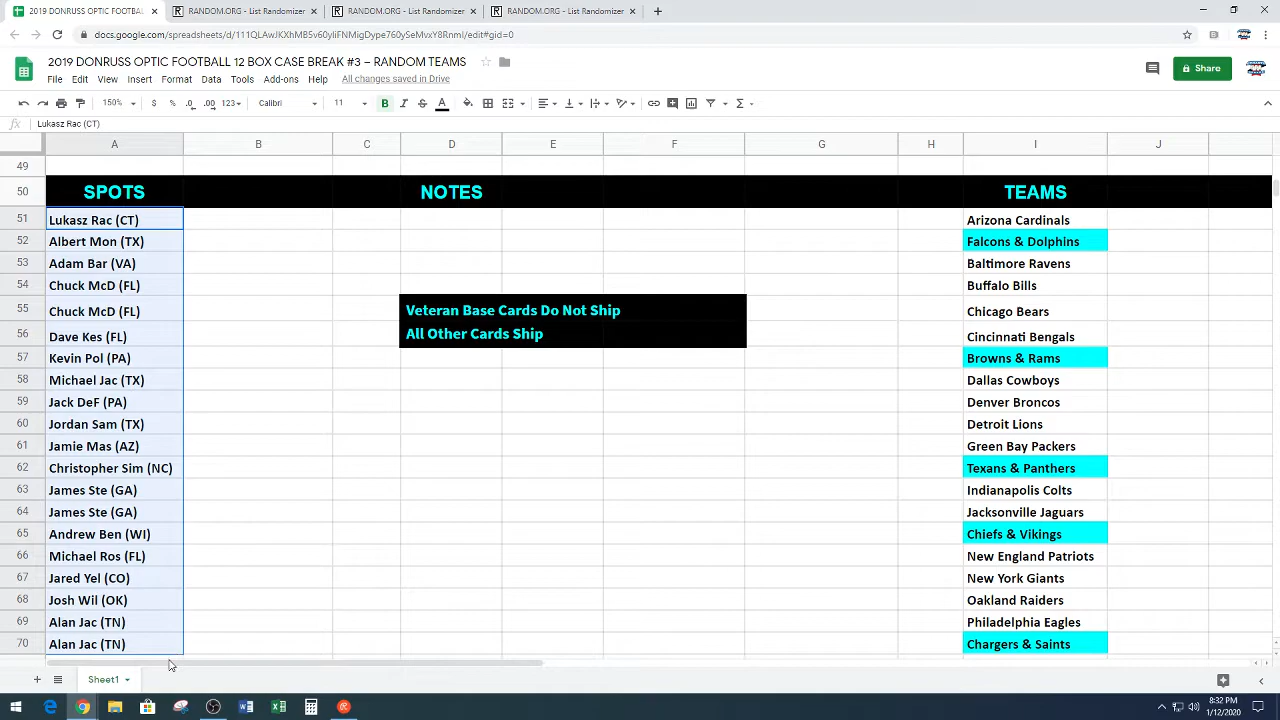 2019 DONRUSS OPTIC FOOTBALL
RANDOM.ORG - List Randomizer
RANDOM.ORG - List Randomizer
RANDOM.ORG - List Randomizer
2019 DONRUSS OPTIC FOOTBALL 12 BOX CASE BREAK #3 – RANDOM TEAMS
File Edit View Insert Format Data Tools Add-ons Help All changes saved in Drive
Share
150% $ % .0 .00 123 Calibri 11 B I S A
fx Lukasz Rac (CT)
A B C D E F G H I J
49
50 SPOTS NOTES TEAMS
51 Lukasz Rac (CT) Arizona Cardinals
52 Albert Mon (TX) Falcons & Dolphins
53 Adam Bar (VA) Baltimore Ravens
54 Chuck McD (FL) Buffalo Bills
55 Chuck McD (FL) Veteran Base Cards Do Not Ship Chicago Bears
56 Dave Kes (FL) All Other Cards Ship Cincinnati Bengals
57 Kevin Pol (PA) Browns & Rams
58 Michael Jac (TX) Dallas Cowboys
59 Jack DeF (PA) Denver Broncos
60 Jordan Sam (TX) Detroit Lions
61 Jamie Mas (AZ) Green Bay Packers
62 Christopher Sim (NC) Texans & Panthers
63 James Ste (GA) Indianapolis Colts
64 James Ste (GA) Jacksonville Jaguars
65 Andrew Ben (WI) Chiefs & Vikings
66 Michael Ros (FL) New England Patriots
67 Jared Yel (CO) New York Giants
68 Josh Wil (OK) Oakland Raiders
69 Alan Jac (TN) Philadelphia Eagles
70 Alan Jac (TN) Chargers & Saints
Sheet1
8:32 PM
1/12/2020